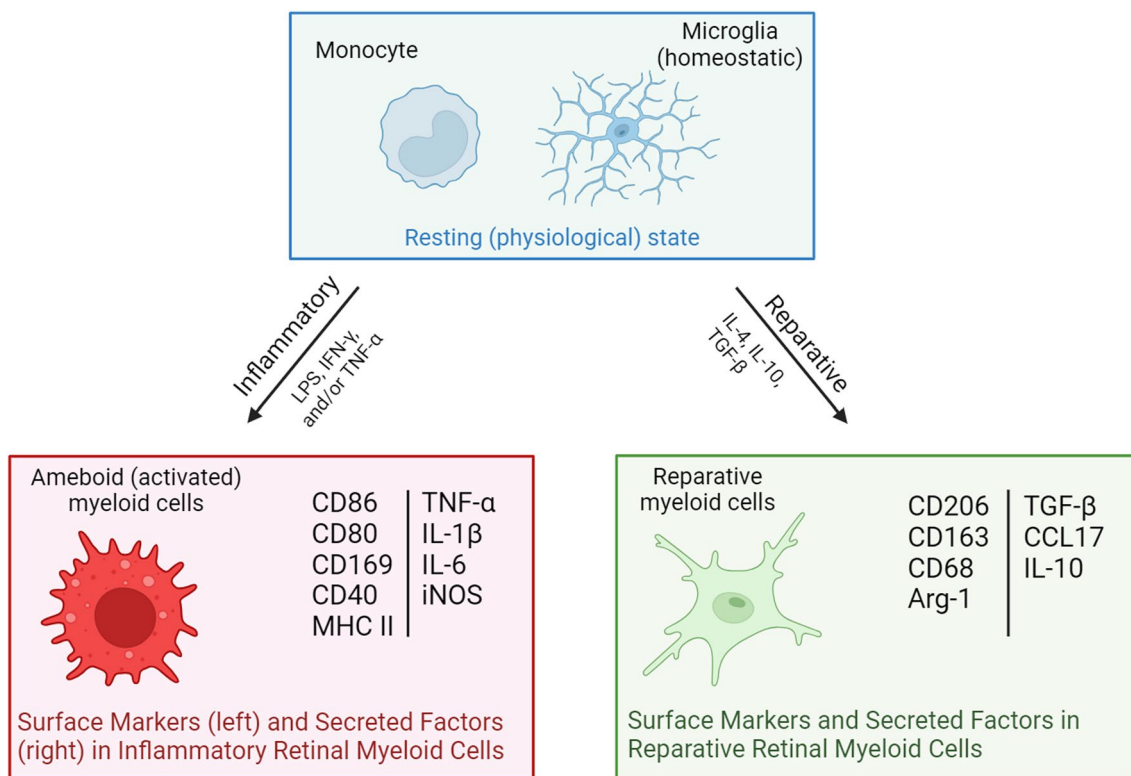 Monocyte
Microglia
(homeostatic)
Resting (physiological) state
Inflammatory
LPS, IFN-γ,
and/or TNF-α
Reparative
IL-4, IL-10,
TGF-β
Ameboid (activated)
myeloid cells
CD86
CD80
CD169
CD40
MHC II
TNF-α
IL-1β
IL-6
iNOS
Surface Markers (left) and Secreted Factors
(right) in Inflammatory Retinal Myeloid Cells
Reparative
myeloid cells
CD206
CD163
CD68
Arg-1
TGF-β
CCL17
IL-10
Surface Markers and Secreted Factors in
Reparative Retinal Myeloid Cells